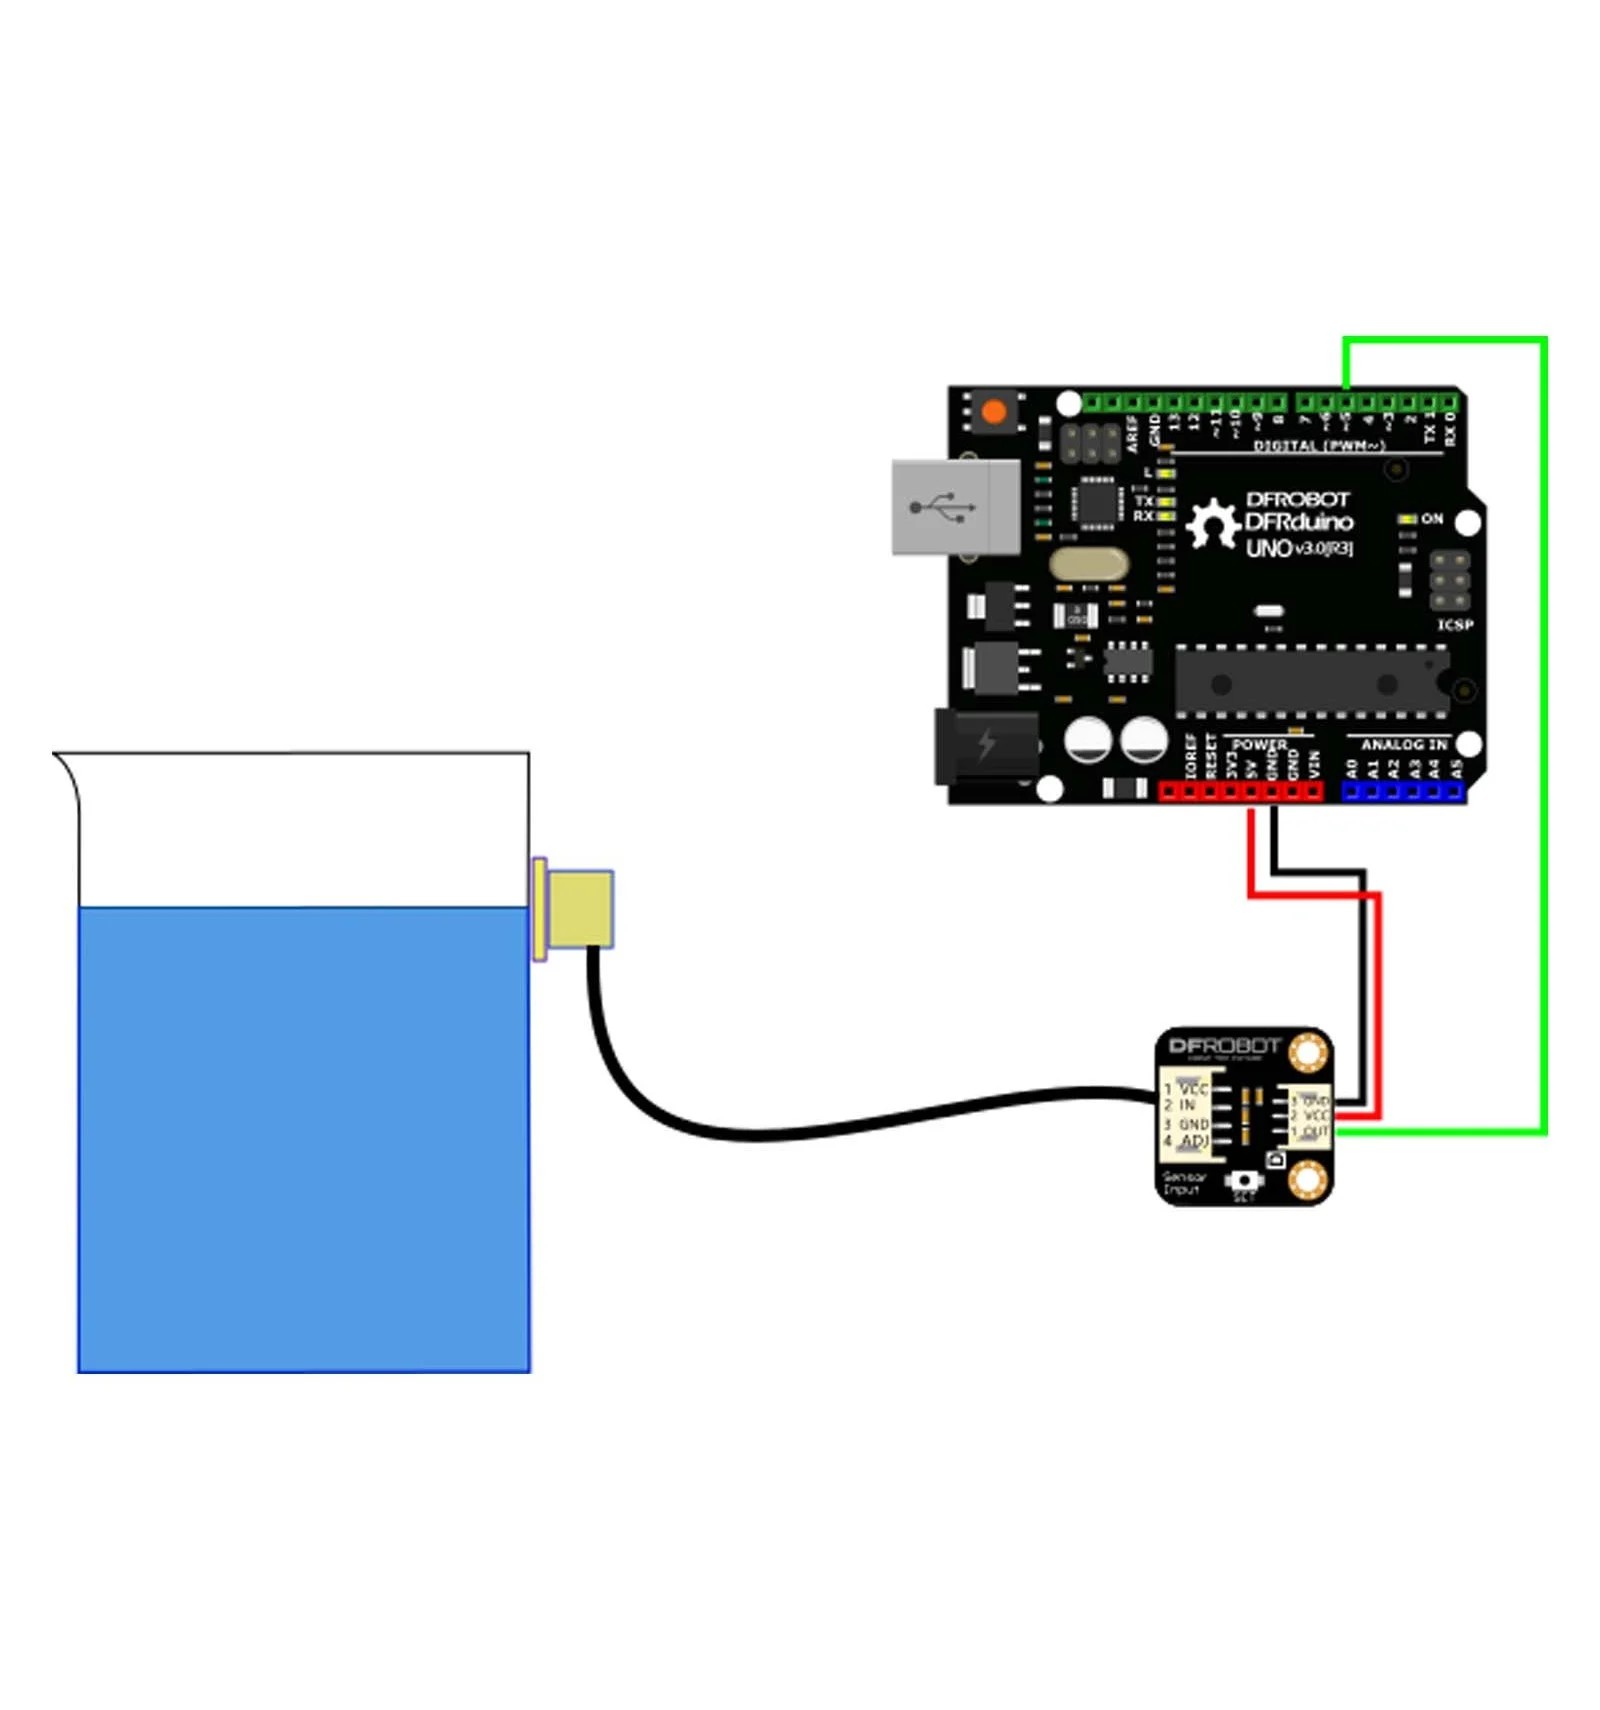 AREF
GND
13
12
~11
~10
~9
8
7
~6
~5
4
~3
2
TX 1
RX 0
DIGITAL (PWM~)
L
TX
RX
DFROBOT
DFRduino
UNO v3.0[R3]
ON
ICSP
POWER
ANALOG IN
IOREF
RESET
3V3
5V
GND
GND
VIN
A0
A1
A2
A3
A4
A5
DFROBOT
1 VCC
2 IN
3 GND
4 ADJ
3 GND
2 VCC
1 OUT
D
Sensor
Input
SET